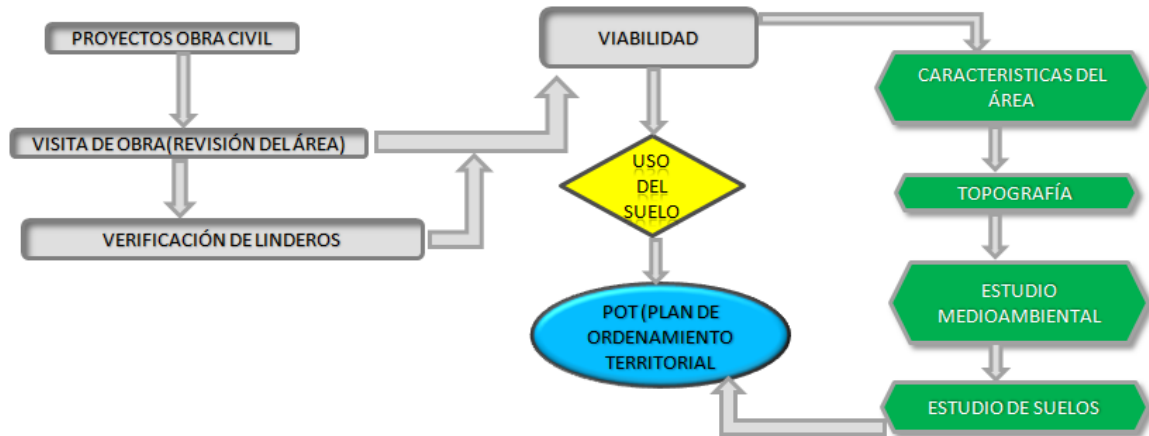 PROYECTOS OBRA CIVIL
VISITA DE OBRA(REVISIÓN DEL ÁREA)
VERIFICACIÓN DE LINDEROS
VIABILIDAD
USO
DEL
SUELO
POT (PLAN DE
ORDENAMIENTO
TERRITORIAL
CARACTERISTICAS DEL
ÁREA
TOPOGRAFÍA
ESTUDIO
MEDIOAMBIENTAL
ESTUDIO DE SUELOS